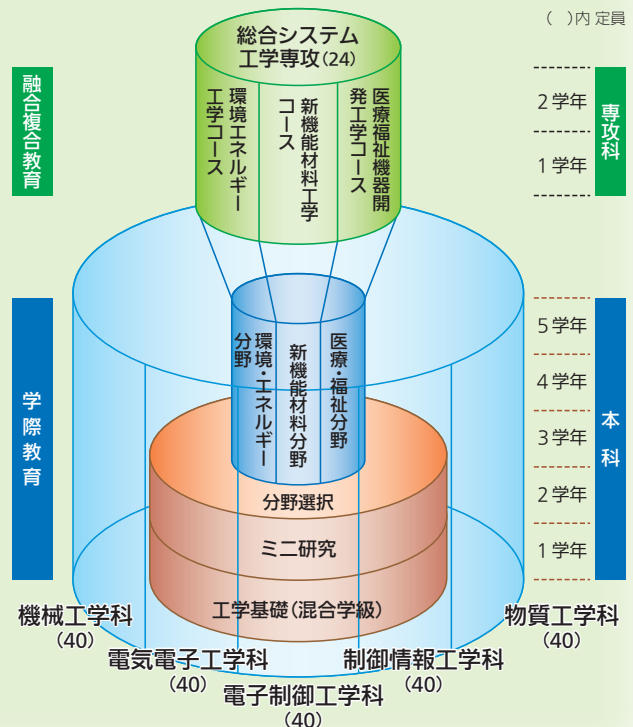 (　)内 定員
総合システム
工学専攻(24)
融合複合教育
環境エネルギー
工学コース
新機能材料工学
コース
医療福祉機器開
発工学コース
2学年
1学年
専攻科
学際教育
環境・エネルギー
分野
新機能材料分野
医療・福祉分野
分野選択
ミニ研究
工学基礎(混合学級)
5学年
4学年
3学年
2学年
1学年
本科
機械工学科
(40)
電気電子工学科
(40)
電子制御工学科
(40)
制御情報工学科
(40)
物質工学科
(40)